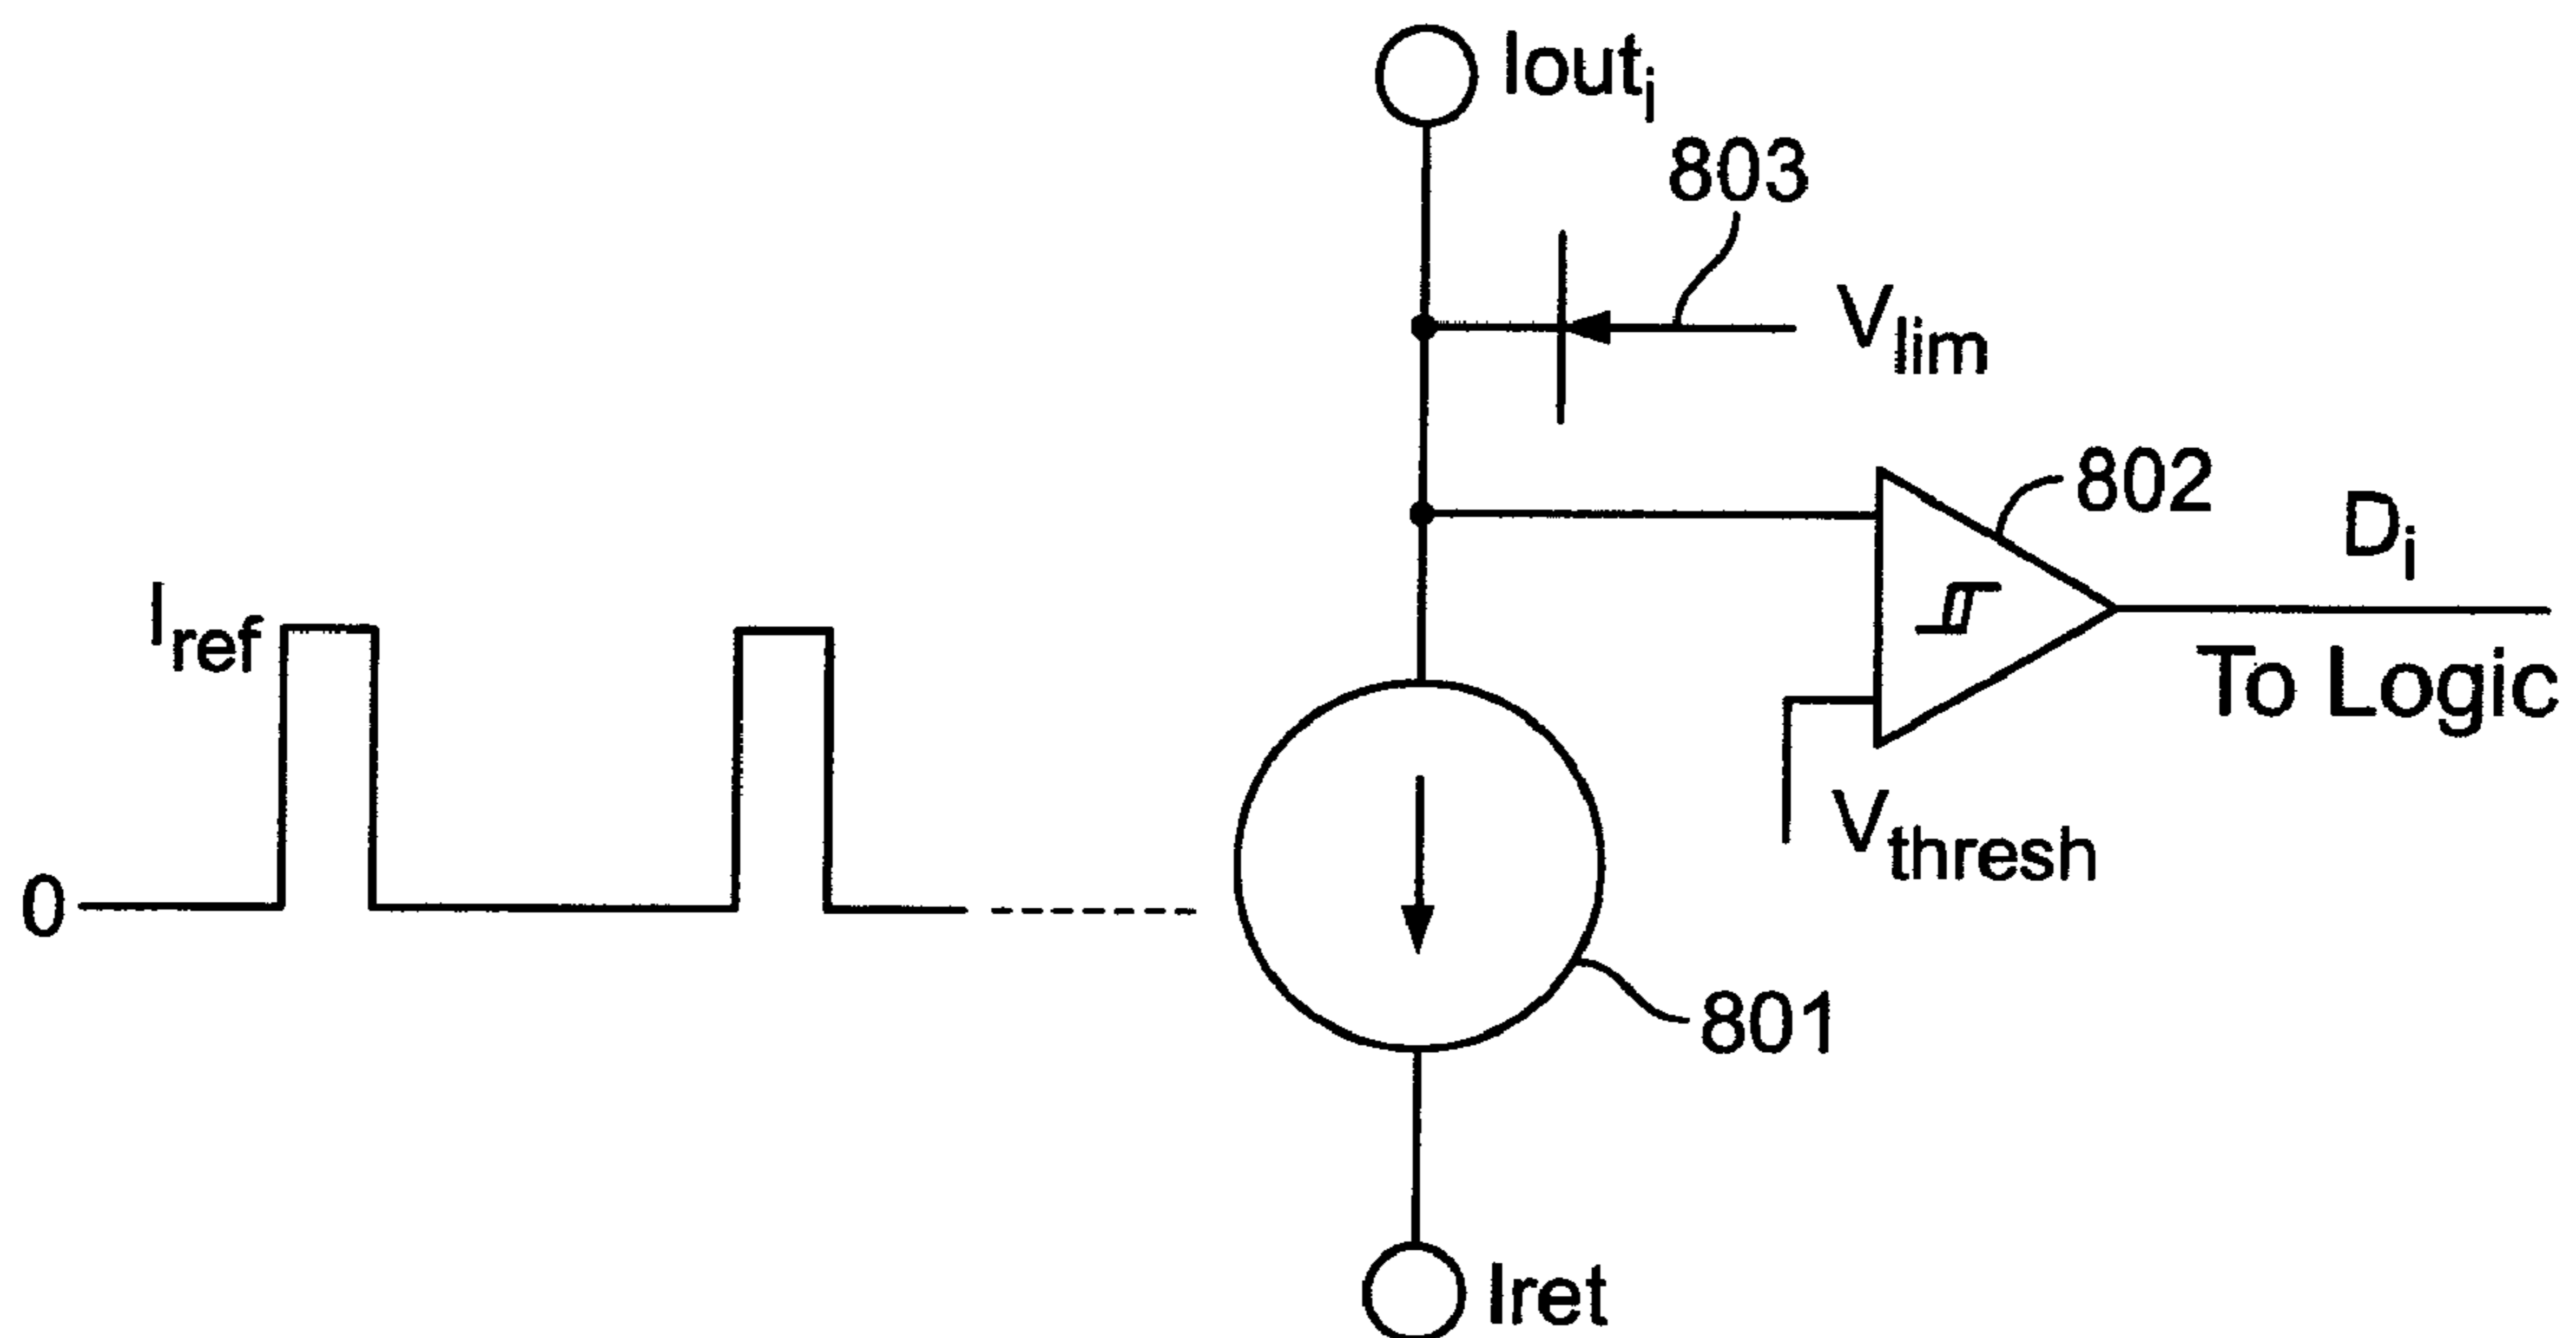 Iout_i
803
V_lim
802
D_i
To Logic
I_ref
V_thresh
0
801
Iret